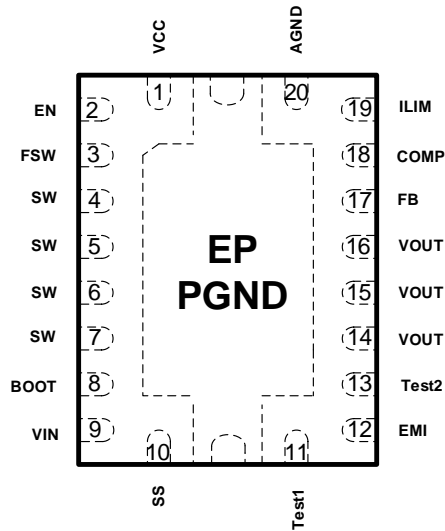 VCC
AGND
1
20
EN 2
19 ILIM
FSW 3
18 COMP
SW 4
17 FB
SW 5
16 VOUT
EP
PGND
SW 6
15 VOUT
SW 7
14 VOUT
BOOT 8
13 Test2
VIN 9
12 EMI
10
11
SS
Test1